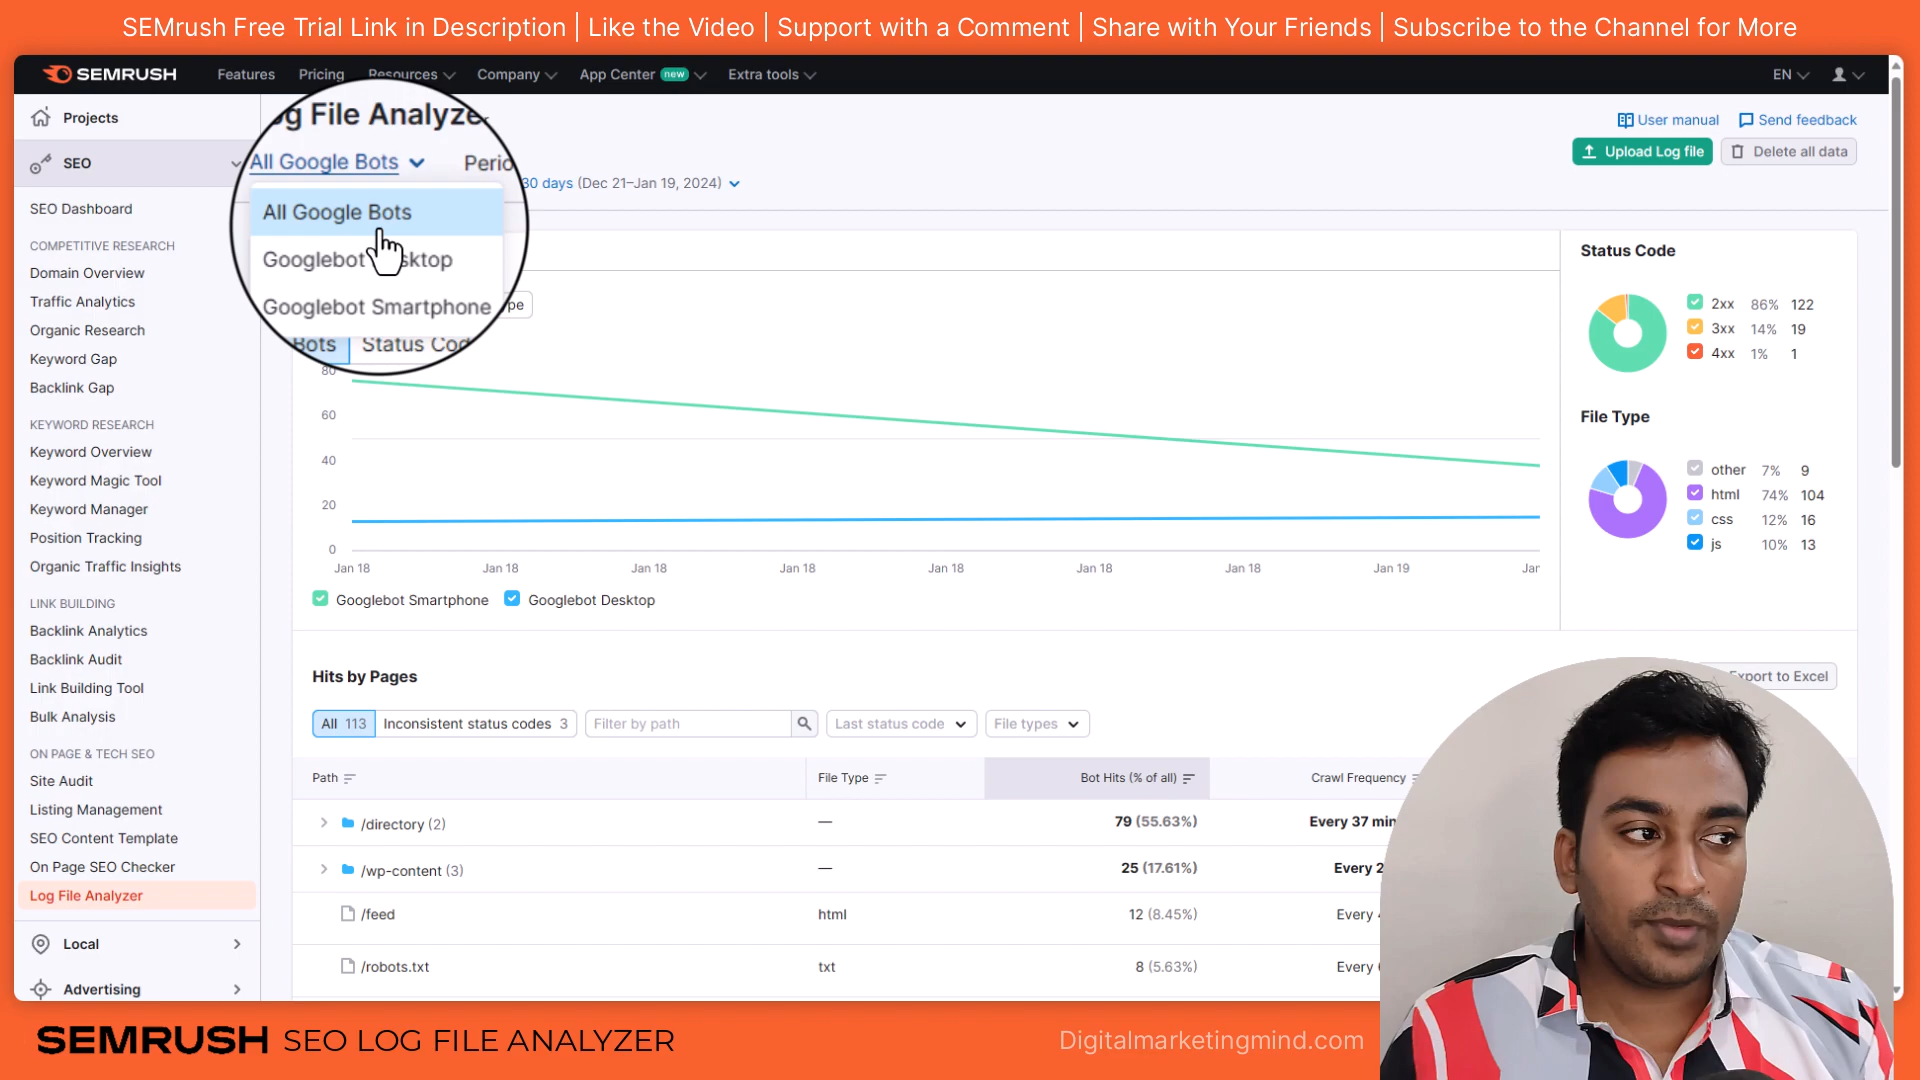 SEMrush Free Trial Link in Description | Like the Video | Support with a Comment | Share with Your Friends | Subscribe to the Channel for More
SEMRUSH Features Pricing Resources Company App Center new Extra tools EN
Projects
SEO
SEO Dashboard
COMPETITIVE RESEARCH
Domain Overview
Traffic Analytics
Organic Research
Keyword Gap
Backlink Gap
KEYWORD RESEARCH
Keyword Overview
Keyword Magic Tool
Keyword Manager
Position Tracking
Organic Traffic Insights
LINK BUILDING
Backlink Analytics
Backlink Audit
Link Building Tool
Bulk Analysis
ON PAGE & TECH SEO
Site Audit
Listing Management
SEO Content Template
On Page SEO Checker
Log File Analyzer
Local
Advertising
og File Analyze
All Google Bots Perio
30 days (Dec 21–Jan 19, 2024)
All Google Bots
Googlebot sktop
Googlebot Smartphone
pe
Bots Status Cod
User manual Send feedback
Upload Log file Delete all data
80
60
40
20
0
Jan 18 Jan 18 Jan 18 Jan 18 Jan 18 Jan 18 Jan 18 Jan 19 Jar
Googlebot Smartphone Googlebot Desktop
Status Code
2xx 86% 122
3xx 14% 19
4xx 1% 1
File Type
other 7% 9
html 74% 104
css 12% 16
js 10% 13
Hits by Pages
Export to Excel
All 113 Inconsistent status codes 3 Filter by path Last status code File types
Path File Type Bot Hits (% of all) Crawl Frequency
/directory (2) — 79 (55.63%) Every 37 min
/wp-content (3) — 25 (17.61%) Every 2
/feed html 12 (8.45%) Every
/robots.txt txt 8 (5.63%) Every
SEMRUSH SEO LOG FILE ANALYZER
Digitalmarketingmind.com